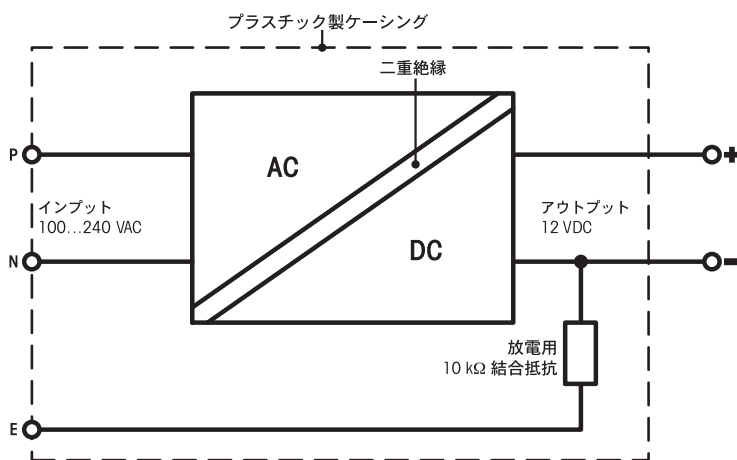 プラスチック製ケーシング
二重絶縁
P
AC
+
インプット
100...240 VAC
アウトプット
12 VDC
DC
N
−
放電用
10 kΩ 結合抵抗
E